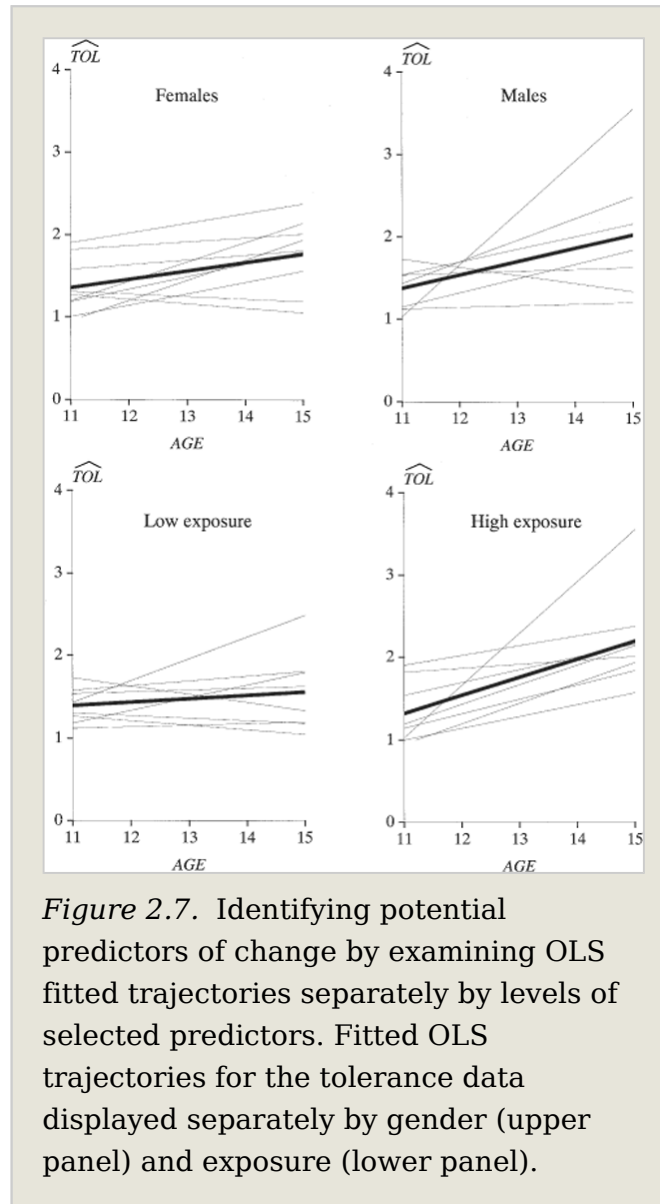 TOL
4
3
2
1
0
Females
11 12 13 14 15
AGE
TOL
4
3
2
1
0
Males
11 12 13 14 15
AGE
TOL
4
3
2
1
0
Low exposure
11 12 13 14 15
AGE
TOL
4
3
2
1
0
High exposure
11 12 13 14 15
AGE
Figure 2.7. Identifying potential
predictors of change by examining OLS
fitted trajectories separately by levels of
selected predictors. Fitted OLS
trajectories for the tolerance data
displayed separately by gender (upper
panel) and exposure (lower panel).